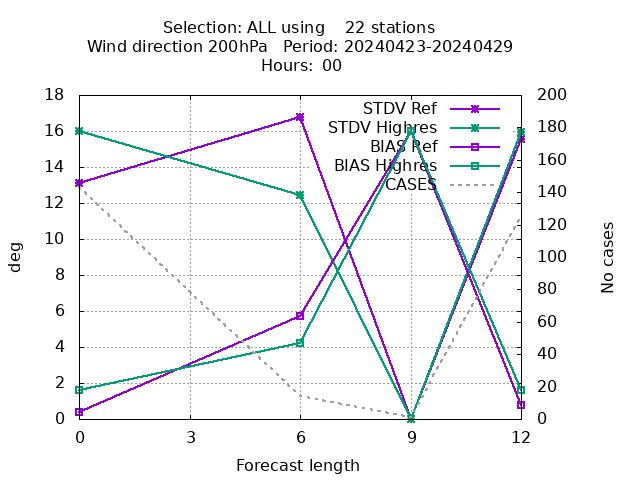 Selection: ALL using    22 stations
Wind direction 200hPa   Period: 20240423-20240429
Hours: 00
18
16
14
12
10
8
6
4
2
0
deg
STDV Ref
STDV Highres
BIAS Ref
BIAS Highres
CASES
200
180
160
140
120
100
80
60
40
20
0
No cases
0 3 6 9 12
Forecast length